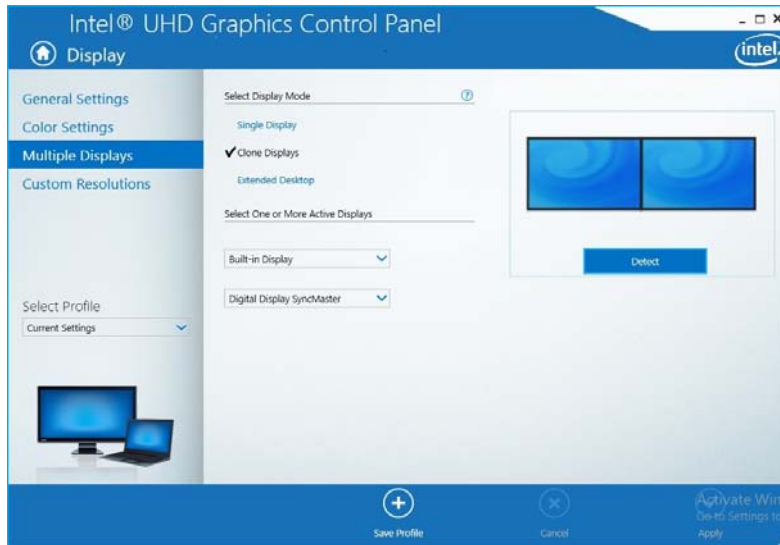 Intel® UHD Graphics Control Panel
Display
intel
General Settings
Color Settings
Multiple Displays
Custom Resolutions
Select Profile
Current Settings
Select Display Mode
?
Single Display
Clone Displays
Extended Desktop
Select One or More Active Displays
Built-in Display
Digital Display SyncMaster
Detect
Save Profile
Cancel
Apply
Activate Win
Go to Settings to